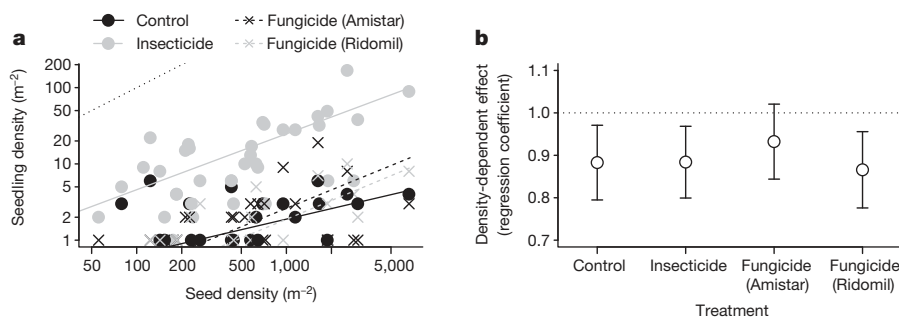 a
Control
Fungicide (Amistar)
Insecticide
Fungicide (Ridomil)
Seedling density (m⁻²)
200
100
50
20
10
5
2
1
50 100 200 500 1,000 5,000
Seed density (m⁻²)
b
Density-dependent effect
(regression coefficient)
1.1
1.0
0.9
0.8
0.7
Control Insecticide Fungicide Fungicide
(Amistar) (Ridomil)
Treatment